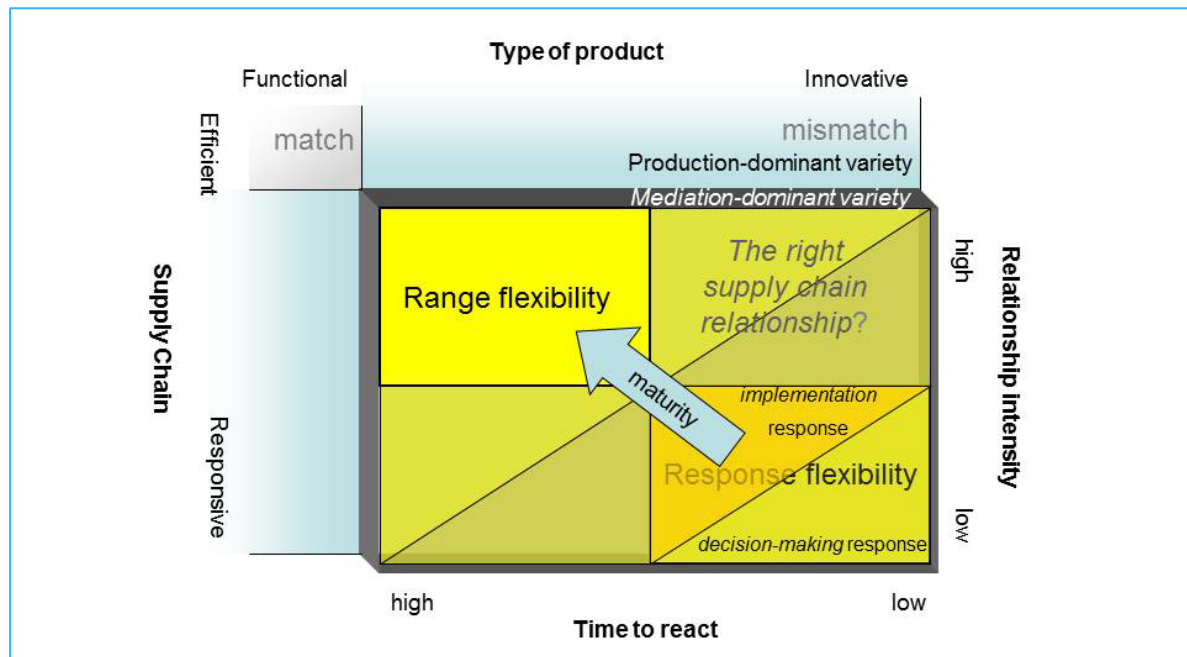 Type of product
Functional
Innovative
Efficient
match
mismatch
Production-dominant variety
Mediation-dominant variety
Supply Chain
Responsive
Range flexibility
The right
supply chain
relationship?
high
Relationship intensity
maturity
implementation
response
Response flexibility
decision-making response
low
high
low
Time to react